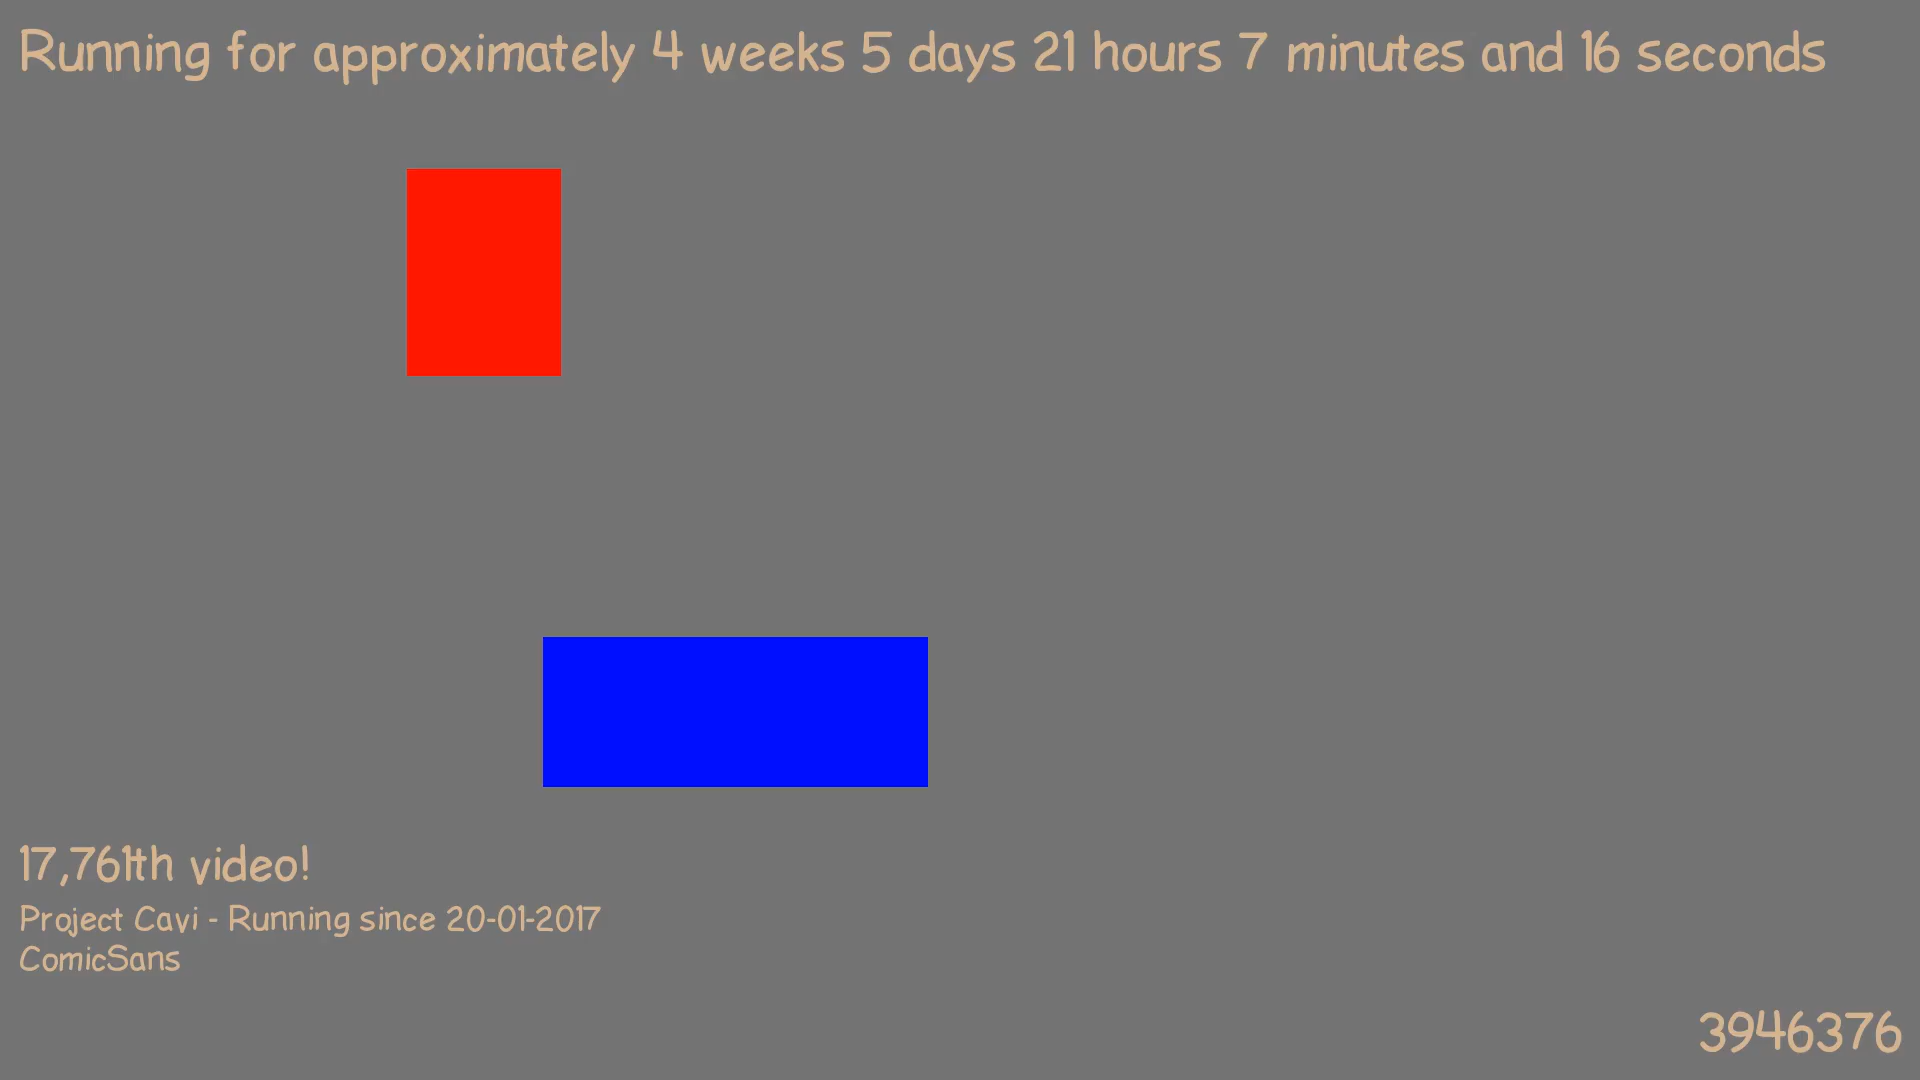 Running for approximately 4 weeks 5 days 21 hours 7 minutes and 16 seconds
17,761th video!
Project Cavi - Running since 20-01-2017
ComicSans
3946376